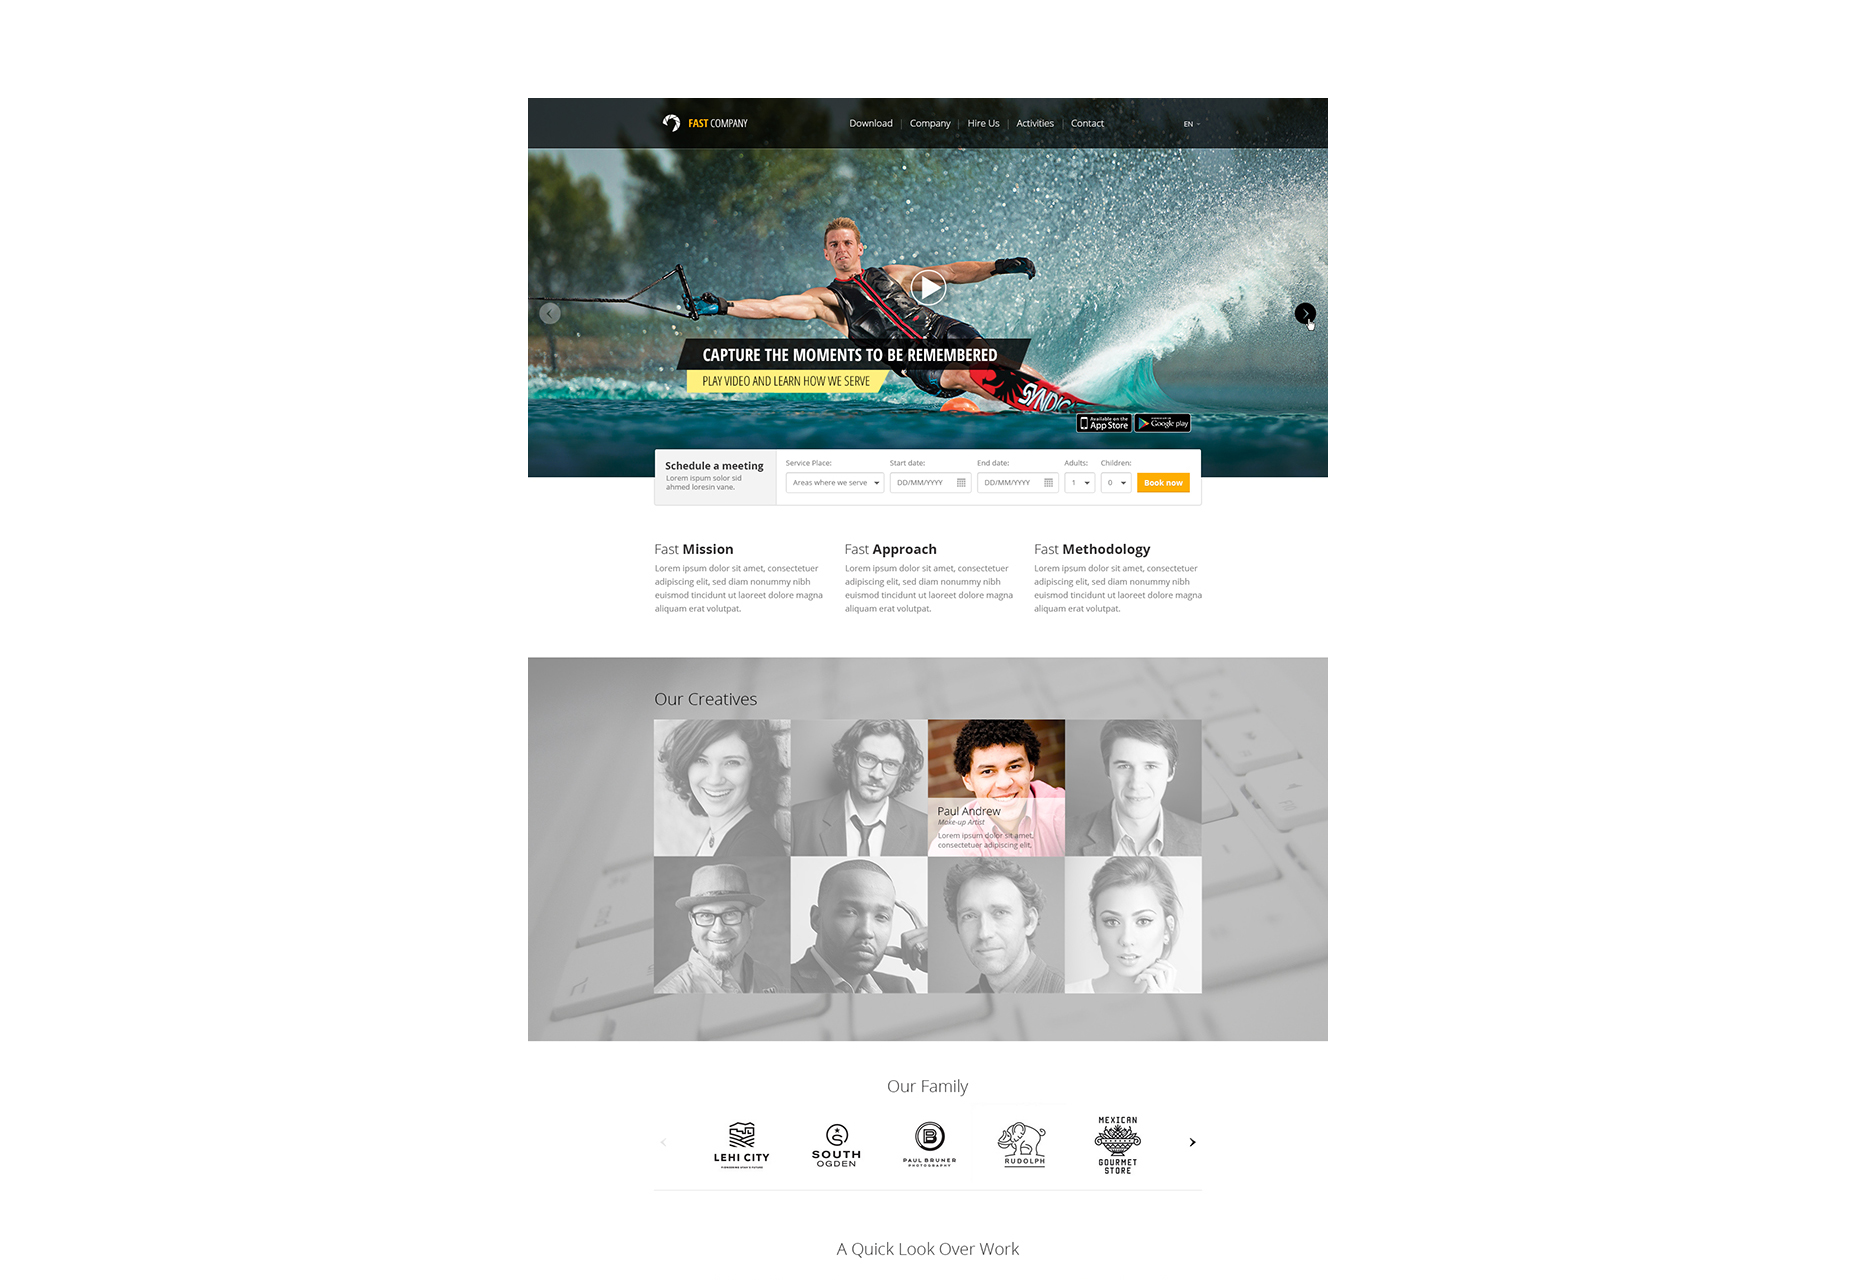 FAST COMPANY
Download
Company
Hire Us
Activities
Contact
EN
CAPTURE THE MOMENTS TO BE REMEMBERED
PLAY VIDEO AND LEARN HOW WE SERVE
SYNDIC
Available on the
App Store
Google play
Schedule a meeting
Lorem ipsum solor sid
ahmed loresin vane.
Service Place:
Start date:
End date:
Adults:
Children:
Areas where we serve
DD/MM/YYYY
DD/MM/YYYY
1
0
Book now
Fast Mission
Lorem ipsum dolor sit amet, consectetuer
adipiscing elit, sed diam nonummy nibh
euismod tincidunt ut laoreet dolore magna
aliquam erat volutpat.
Fast Approach
Lorem ipsum dolor sit amet, consectetuer
adipiscing elit, sed diam nonummy nibh
euismod tincidunt ut laoreet dolore magna
aliquam erat volutpat.
Fast Methodology
Lorem ipsum dolor sit amet, consectetuer
adipiscing elit, sed diam nonummy nibh
euismod tincidunt ut laoreet dolore magna
aliquam erat volutpat.
Our Creatives
Paul Andrew
Make-up Artist
Lorem ipsum dolor sit amet,
consectetuer adipiscing elit.
Our Family
LEHI CITY
S
SOUTH
OGDEN
B
PAUL BRUNER
PHOTOGRAPHY
RUDOLPH
MEXICAN
GOURMET
STORE
A Quick Look Over Work